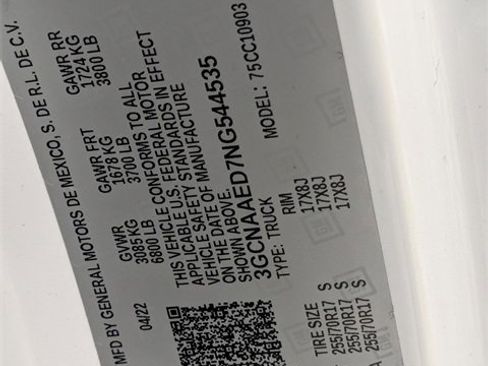 MFD BY GENERAL MOTORS DE MEXICO, S. DE R.L. DE C.V.
04/22
GVWR GAWR FRT GAWR RR
3085 KG 1678 KG 1724 KG
6800 LB 3700 LB 3800 LB
THIS VEHICLE CONFORMS TO ALL
APPLICABLE U.S. FEDERAL MOTOR
VEHICLE SAFETY STANDARDS IN EFFECT
ON THE DATE OF MANUFACTURE
SHOWN ABOVE.
3GCNAAED7NG544535
TYPE: TRUCK MODEL: 75CC10903
TIRE SIZE RIM
255/70R17 S 17X8J
255/70R17 S 17X8J
255/70R17 S 17X8J
GM